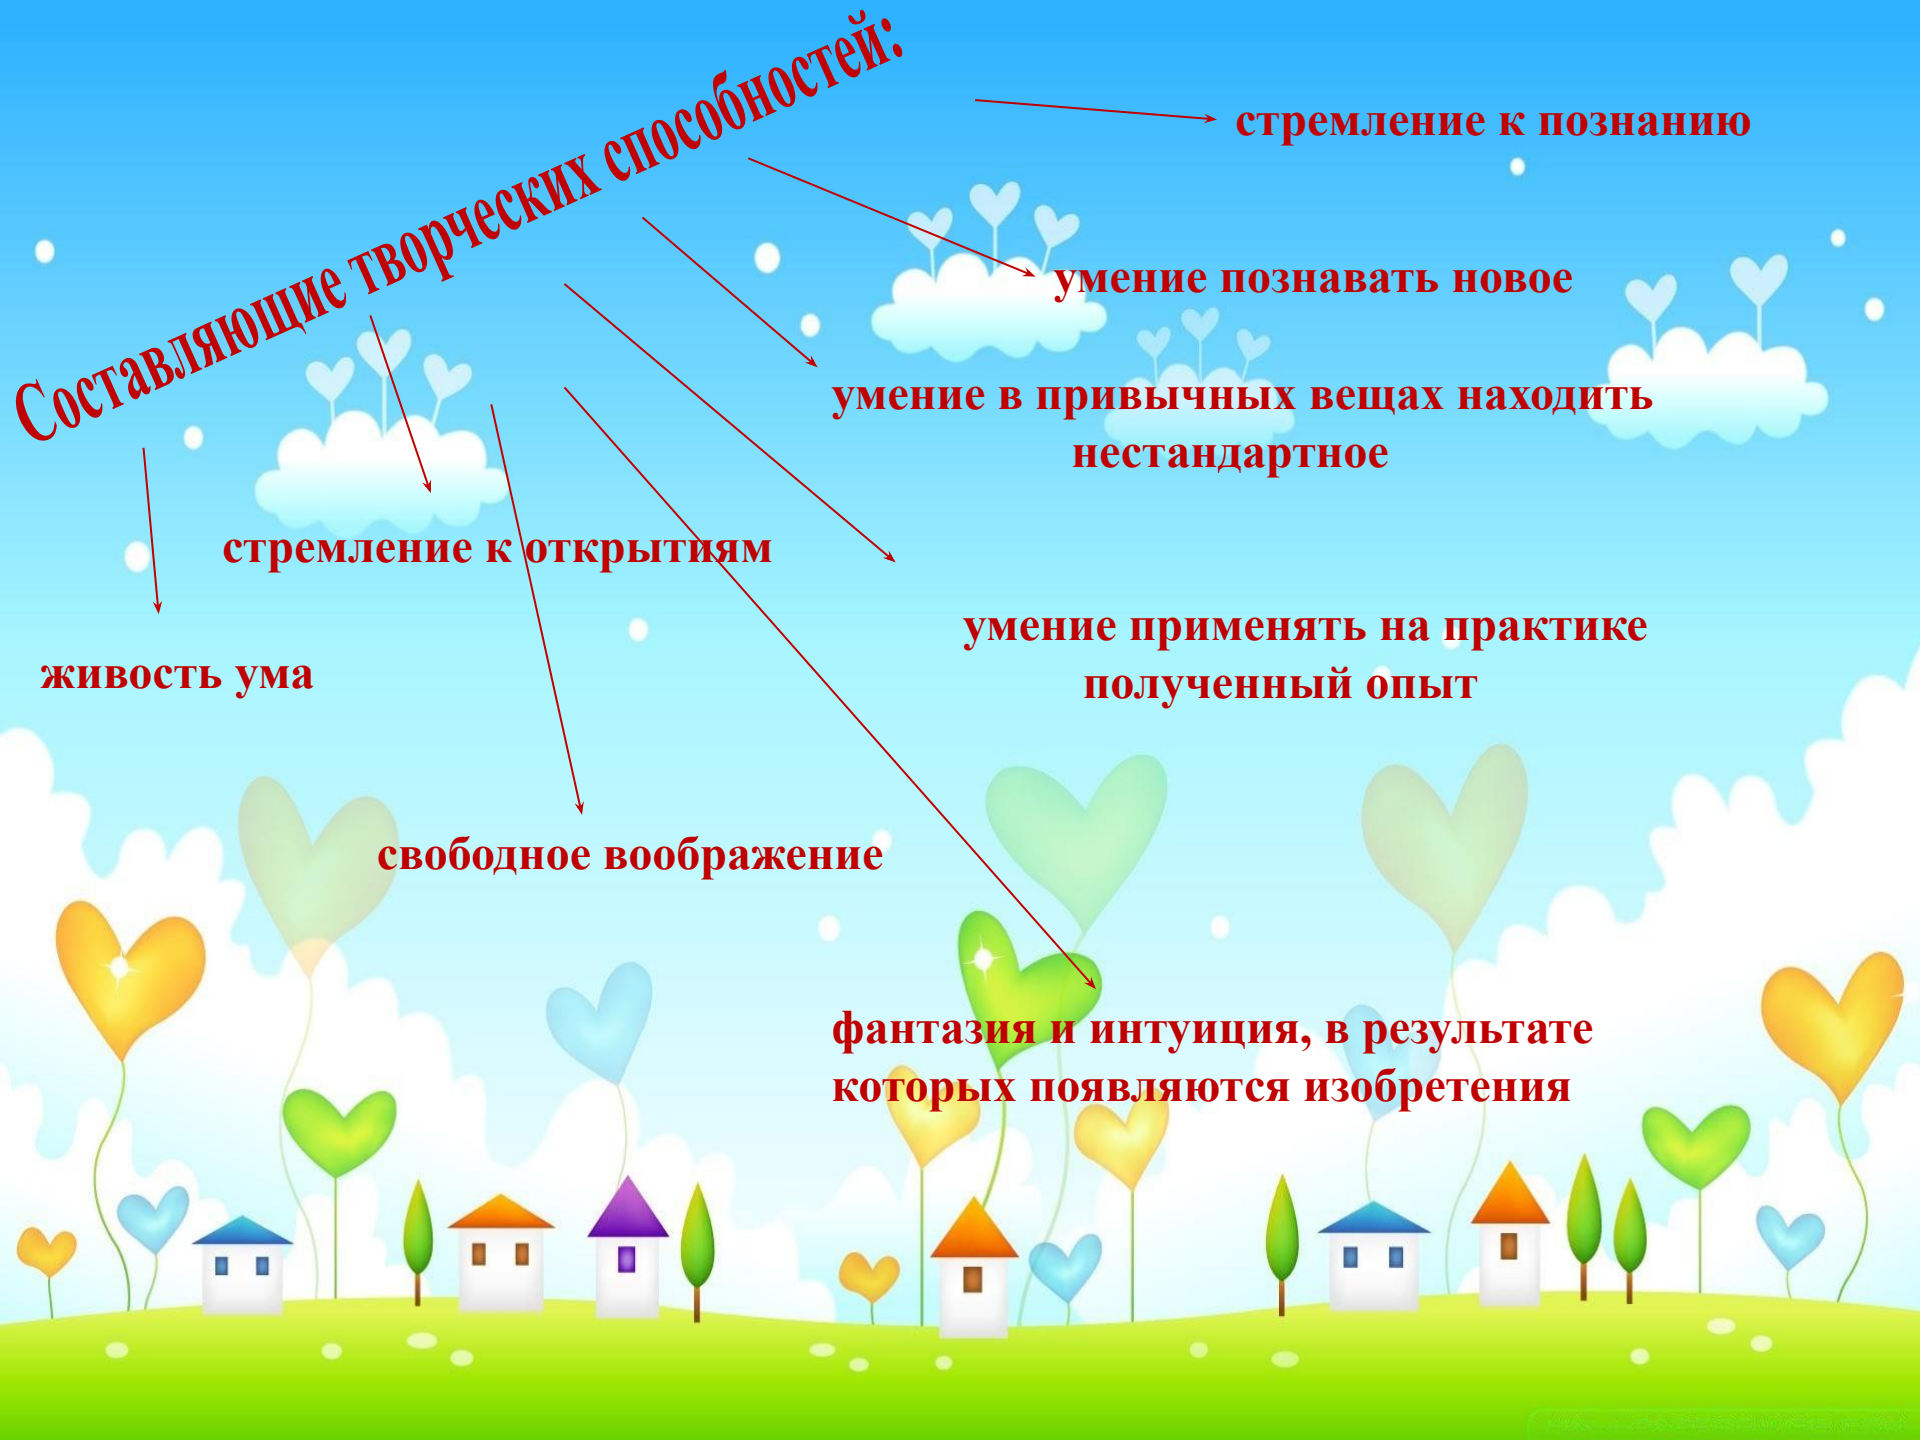 Составляющие творческих способностей:
стремление к познанию
умение познавать новое
умение в привычных вещах находить
нестандартное
стремление к открытиям
умение применять на практике
полученный опыт
живость ума
свободное воображение
фантазия и интуиция, в результате
которых появляются изобретения